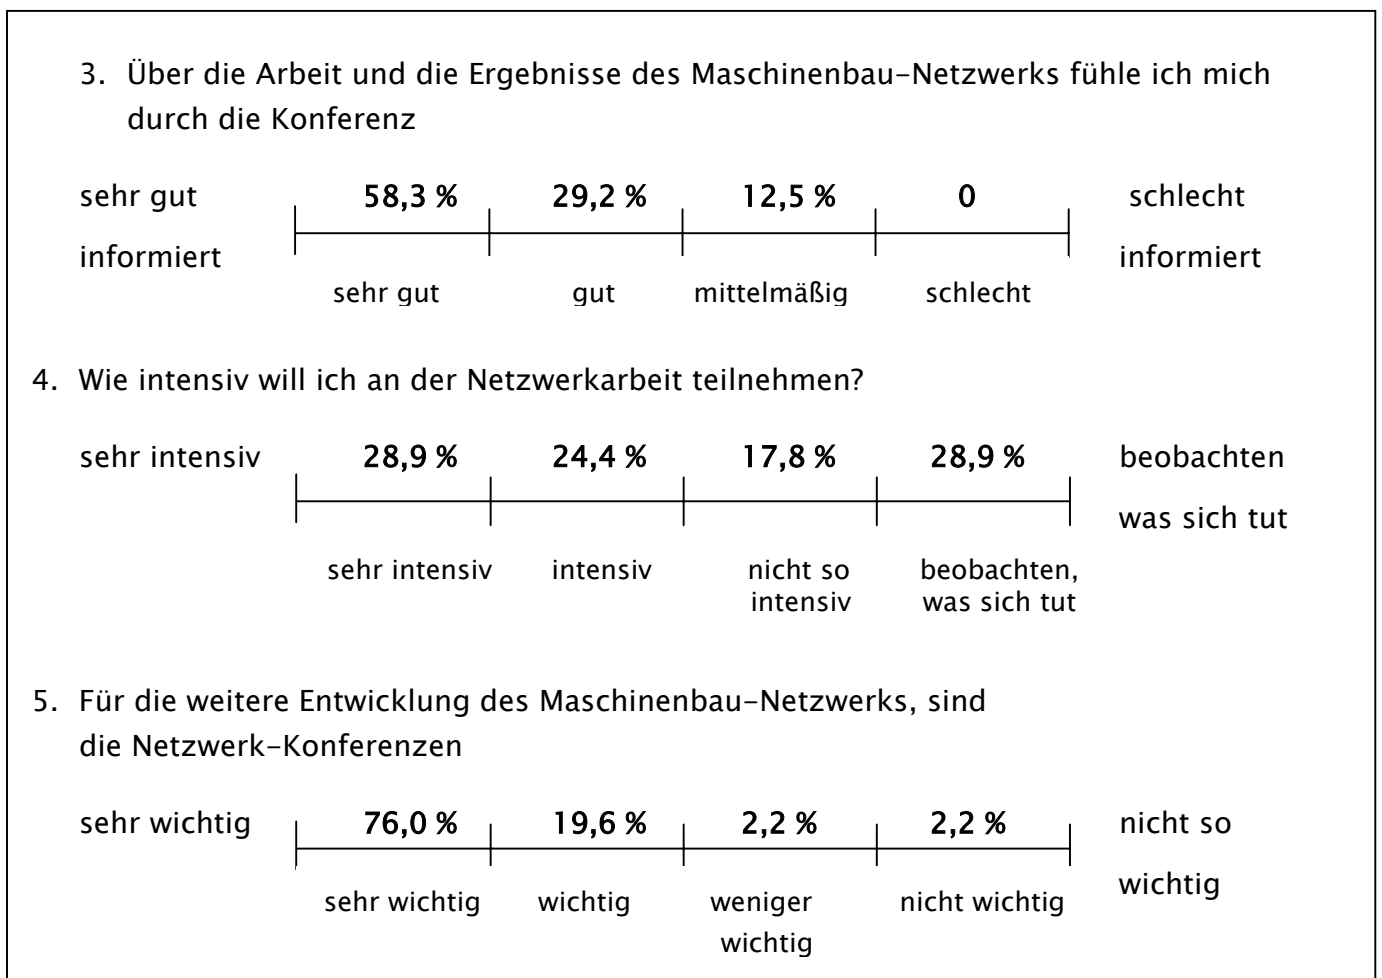 3. Über die Arbeit und die Ergebnisse des Maschinenbau-Netzwerks fühle ich mich
durch die Konferenz
sehr gut 58,3 % 29,2 % 12,5 % 0 schlecht
informiert informiert
sehr gut gut mittelmäßig schlecht
4. Wie intensiv will ich an der Netzwerkarbeit teilnehmen?
sehr intensiv 28,9 % 24,4 % 17,8 % 28,9 % beobachten
was sich tut
sehr intensiv intensiv nicht so beobachten,
intensiv was sich tut
5. Für die weitere Entwicklung des Maschinenbau-Netzwerks, sind
die Netzwerk-Konferenzen
sehr wichtig 76,0 % 19,6 % 2,2 % 2,2 % nicht so
wichtig
sehr wichtig wichtig weniger nicht wichtig
wichtig